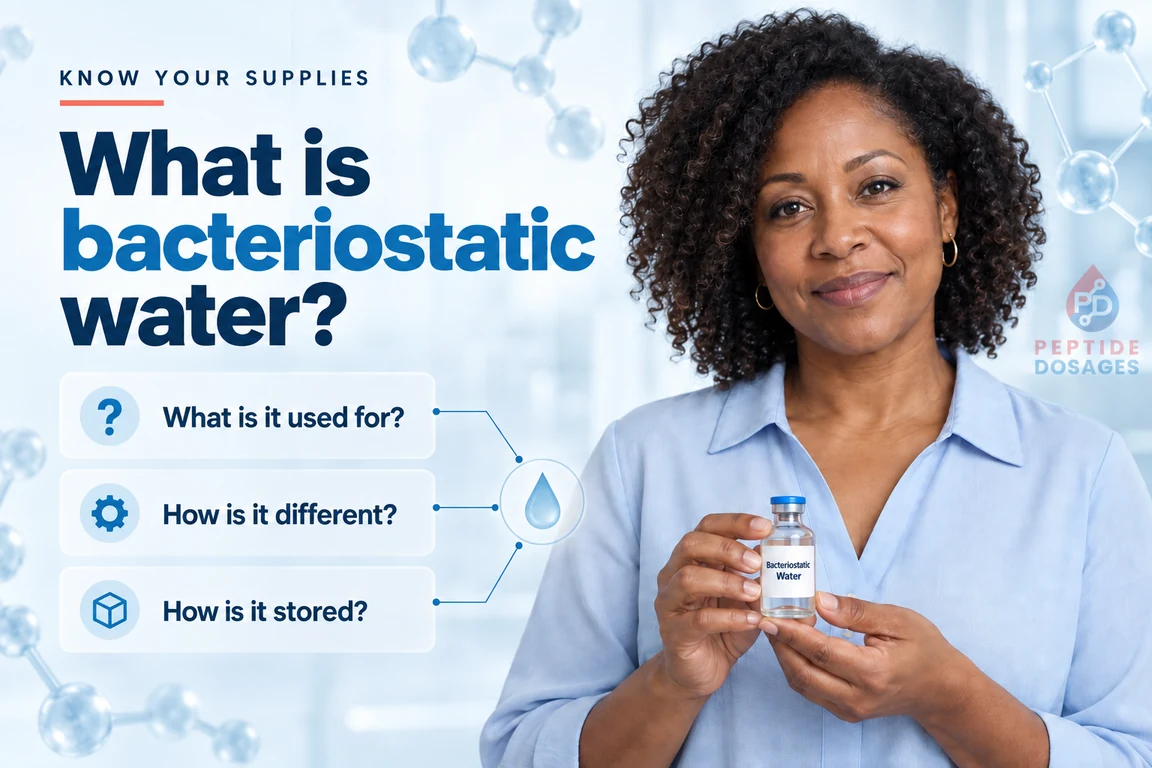 KNOW YOUR SUPPLIES
What is
bacteriostatic
water?
What is it used for?
How is it different?
How is it stored?
Bacteriostatic
Water
PD
PEPTIDE
DOSAGES